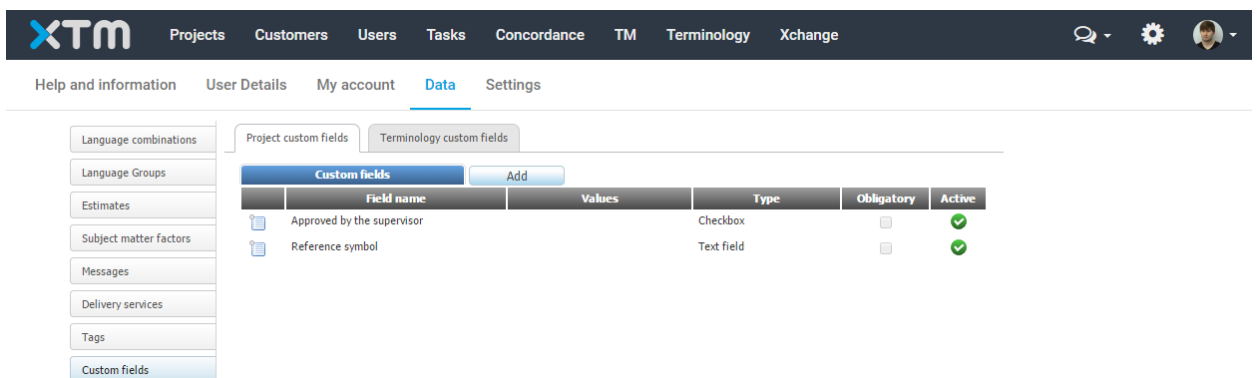 XTM Projects Customers Users Tasks Concordance TM Terminology Xchange
Help and information User Details My account Data Settings
Language combinations
Language Groups
Estimates
Subject matter factors
Messages
Delivery services
Tags
Custom fields
Project custom fields Terminology custom fields
Custom fields Add
Field name Values Type Obligatory Active
Approved by the supervisor Checkbox
Reference symbol Text field